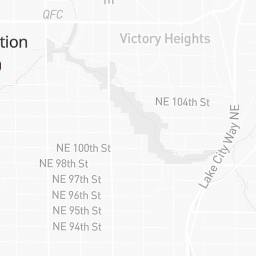 QFC
Victory Heights
tion
NE 104th St
NE 100th St
NE 98th St
NE 97th St
NE 96th St
NE 95th St
NE 94th St
Lake City Way NE